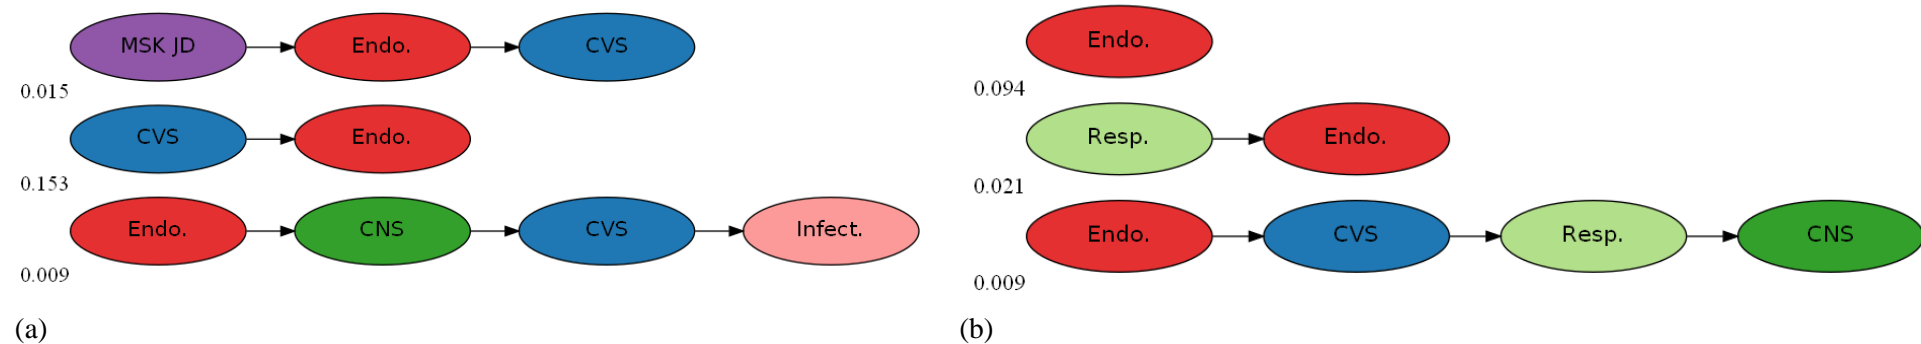 MSK JD Endo. CVS
0.015
CVS Endo.
0.153
Endo. CNS CVS Infect.
0.009
(a)
Endo.
0.094
Resp. Endo.
0.021
Endo. CVS Resp. CNS
0.009
(b)